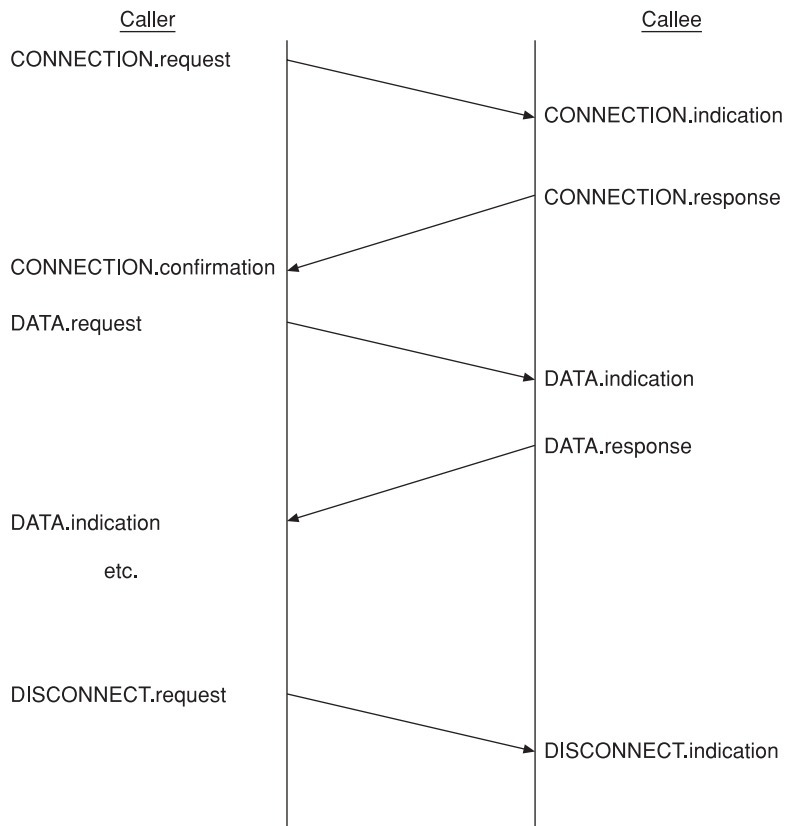 Caller
Callee
CONNECTION.request
CONNECTION.indication
CONNECTION.response
CONNECTION.confirmation
DATA.request
DATA.indication
DATA.response
DATA.indication
etc.
DISCONNECT.request
DISCONNECT.indication